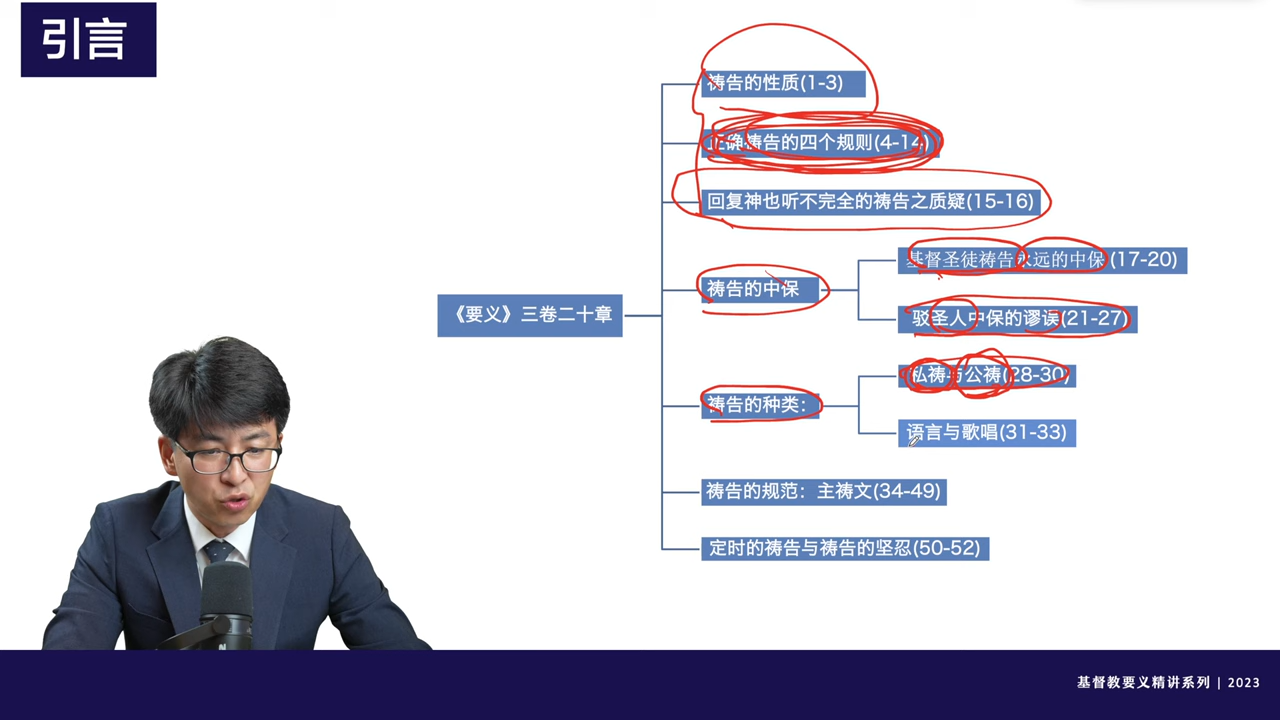 引言
祷告的性质(1-3)
正确祷告的四个规则(4-14)
回复神也听不完全的祷告之质疑(15-16)
基督圣徒祷告永远的中保 (17-20)
祷告的中保
《要义》三卷二十章
驳圣人中保的谬误(21-27)
私祷与公祷(28-30)
祷告的种类：
语言与歌唱(31-33)
祷告的规范：主祷文(34-49)
定时的祷告与祷告的坚忍(50-52)
基督教要义精讲系列 | 2023